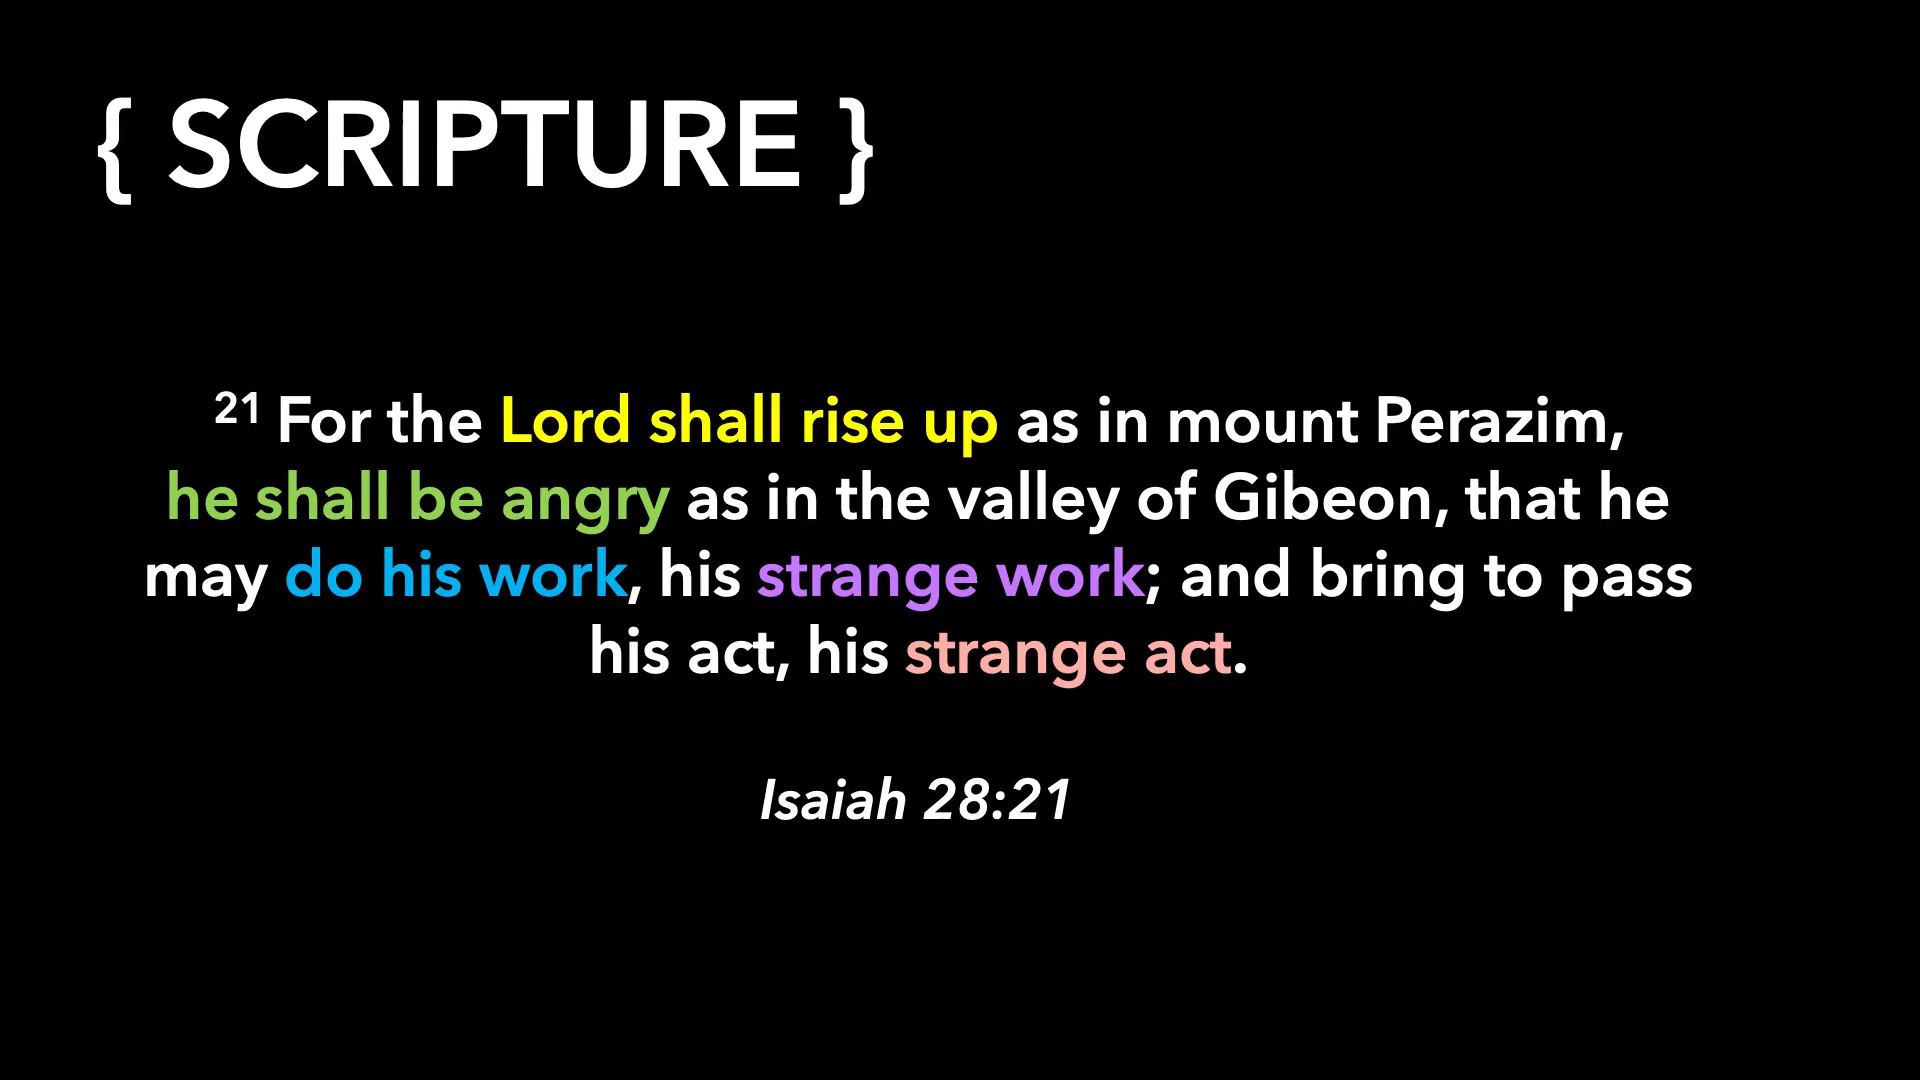 { SCRIPTURE }
21 For the Lord shall rise up as in mount Perazim,
he shall be angry as in the valley of Gibeon, that he
may do his work, his strange work; and bring to pass
his act, his strange act.
Isaiah 28:21